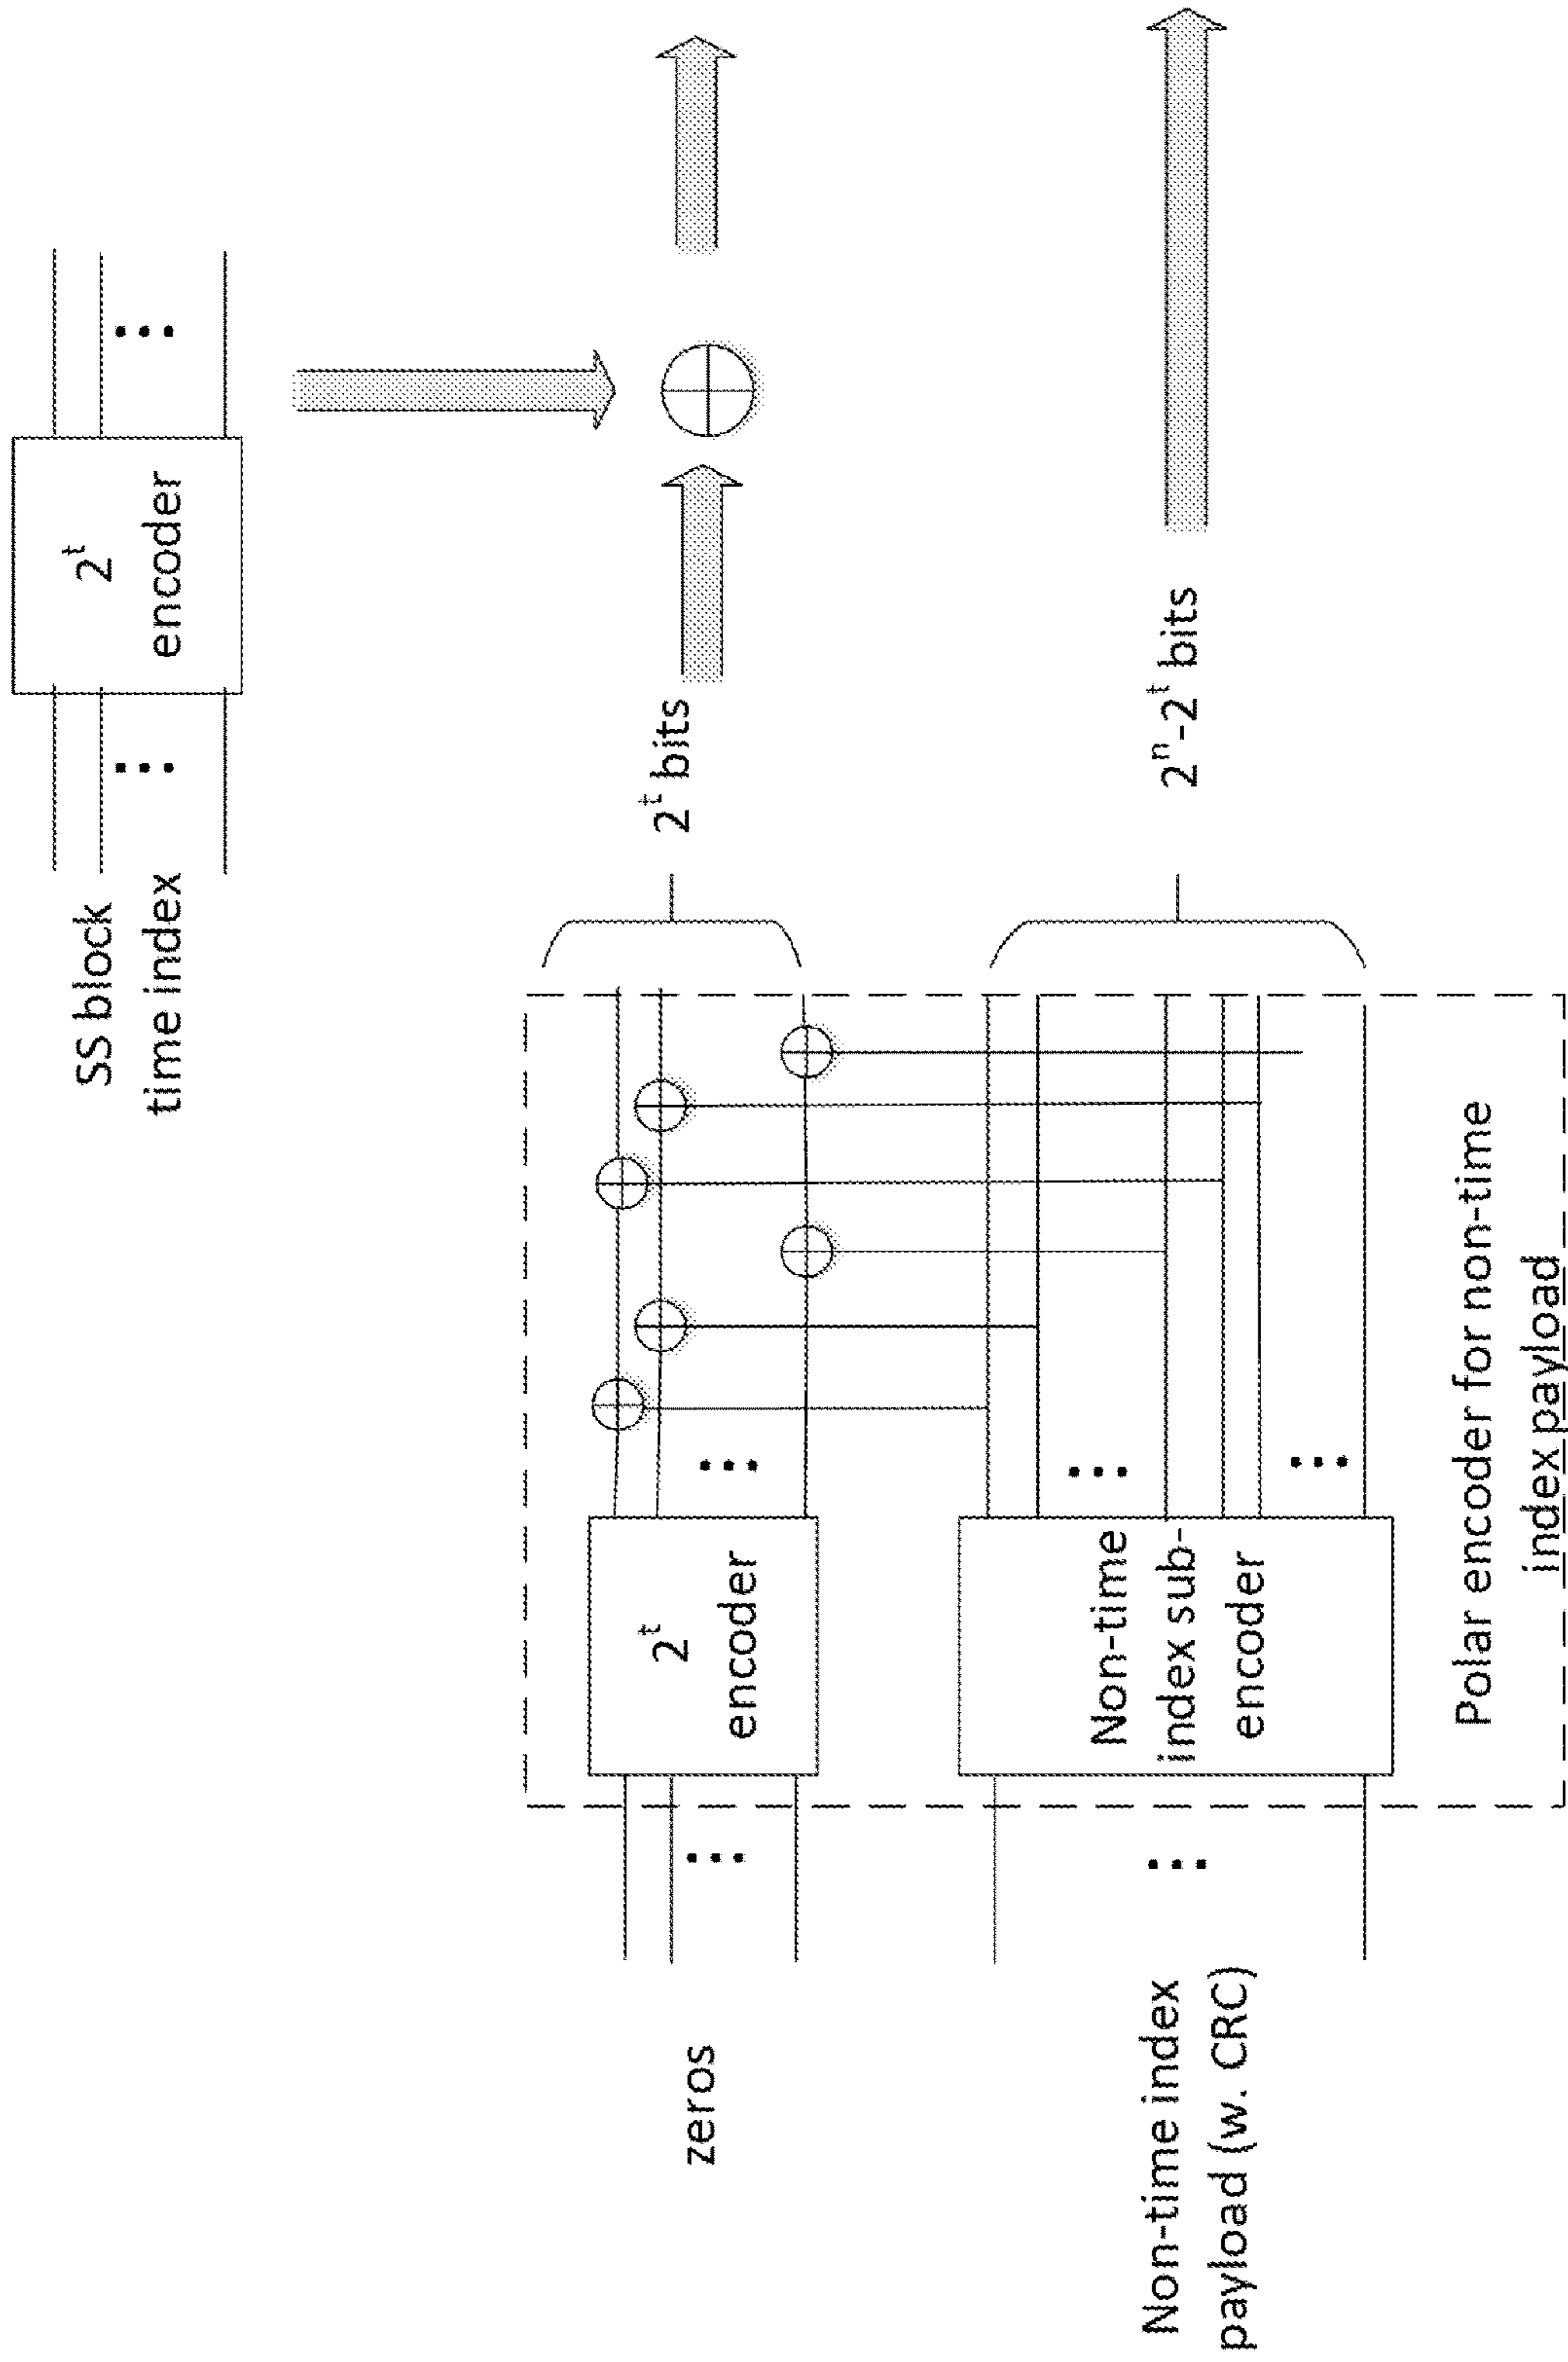 SS block
time index
2ᵗ
encoder
zeros
2ᵗ
encoder
2ᵗ bits
Non-time index
payload (w. CRC)
Non-time
index sub-
encoder
2ⁿ-2ᵗ bits
Polar encoder for non-time
index payload